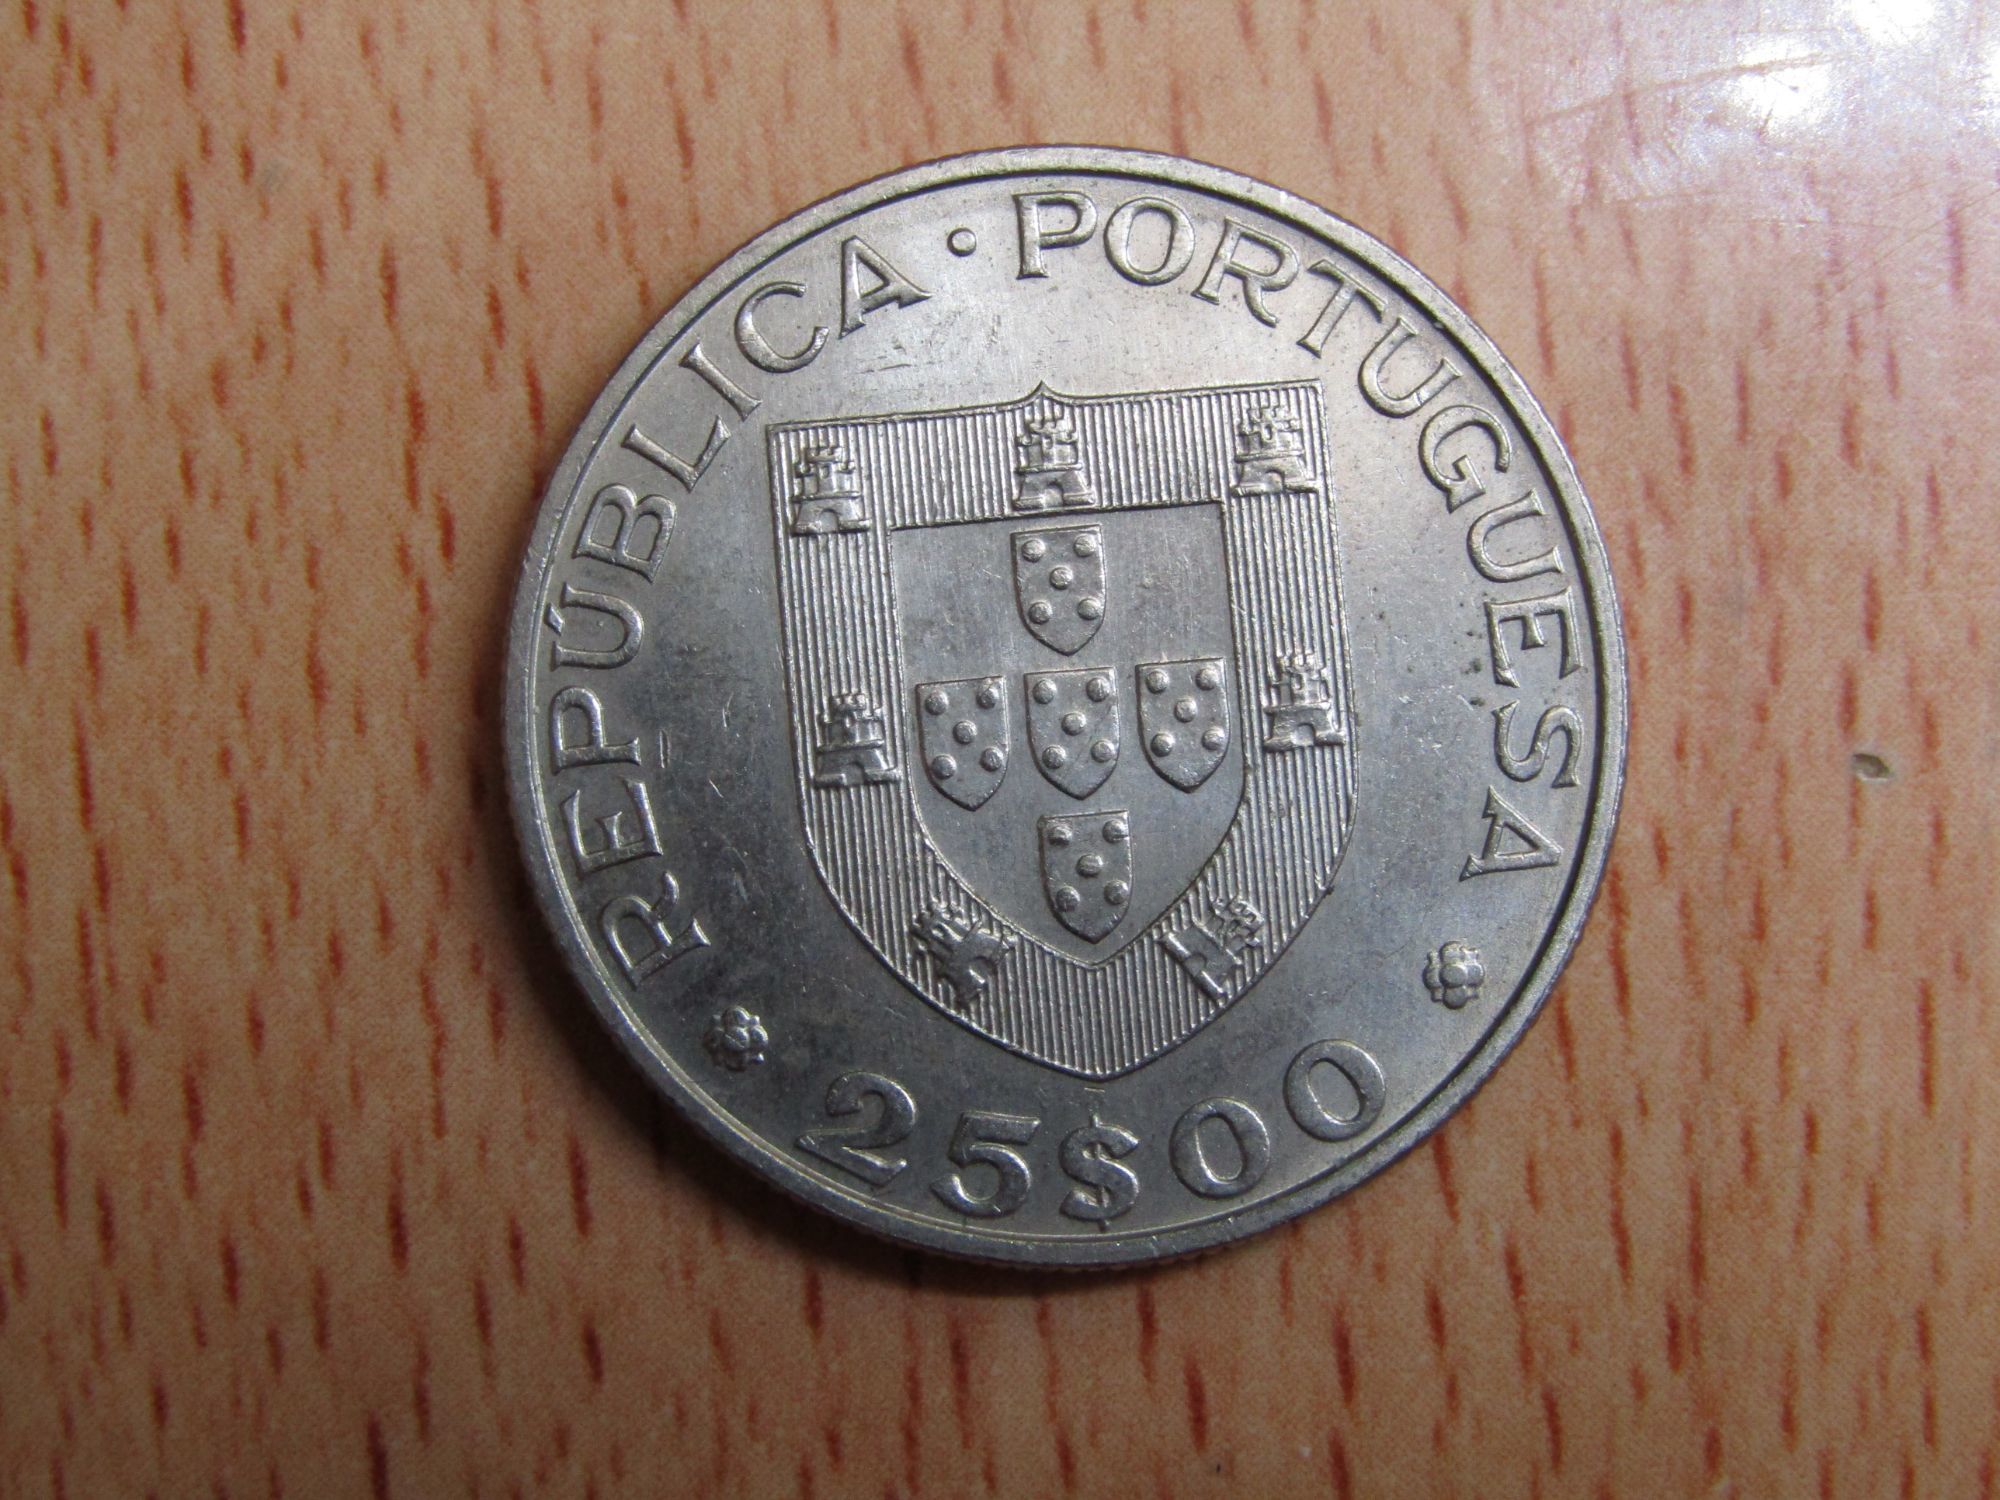 REPÚBLICA · PORTUGUESA
25$00